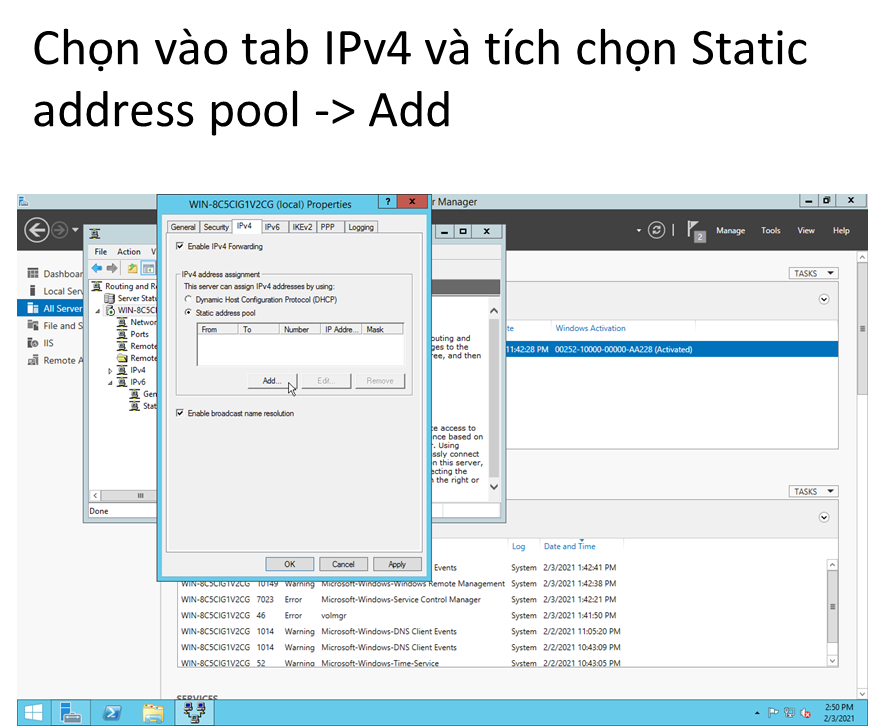 Chọn vào tab IPv4 và tích chọn Static
address pool -> Add
WIN-8C5CIG1V2CG (local) Properties
? x
r Manager
General Security IPv4 IPv6 IKEv2 PPP Logging
Enable IPv4 Forwarding
IPv4 address assignment
This server can assign IPv4 addresses by using:
Dynamic Host Configuration Protocol (DHCP)
Static address pool
From To Number IP Addre... Mask
Add... Edit... Remove
Enable broadcast name resolution
OK Cancel Apply
File Action V
Routing and R
Server Statu
WIN-8C5CI
Networ
Ports
Remote
Remote
IPv4
IPv6
Gen
Stat
Done
Dashboar
Local Serv
All Server
File and S
IIS
Remote A
2 Manage Tools View Help
TASKS
te Windows Activation
11:42:28 PM 00252-10000-00000-AA228 (Activated)
outing and
ges to the
ree, and then
te access to
nce based on
r. Using
ssly connect
n this server,
ecting the
n the right or
TASKS
Log Date and Time
Events System 2/3/2021 1:42:41 PM
WIN-8C5CIG1V2CG 10149 Warning Microsoft-Windows-Windows Remote Management System 2/3/2021 1:42:38 PM
WIN-8C5CIG1V2CG 7023 Error Microsoft-Windows-Service Control Manager System 2/3/2021 1:42:21 PM
WIN-8C5CIG1V2CG 46 Error volmgr System 2/3/2021 1:41:50 PM
WIN-8C5CIG1V2CG 1014 Warning Microsoft-Windows-DNS Client Events System 2/2/2021 11:05:20 PM
WIN-8C5CIG1V2CG 1014 Warning Microsoft-Windows-DNS Client Events System 2/2/2021 10:43:09 PM
WIN-8C5CIG1V2CG 52 Warning Microsoft-Windows-Time-Service System 2/2/2021 10:43:05 PM
SERVICES
2:50 PM
2/3/2021